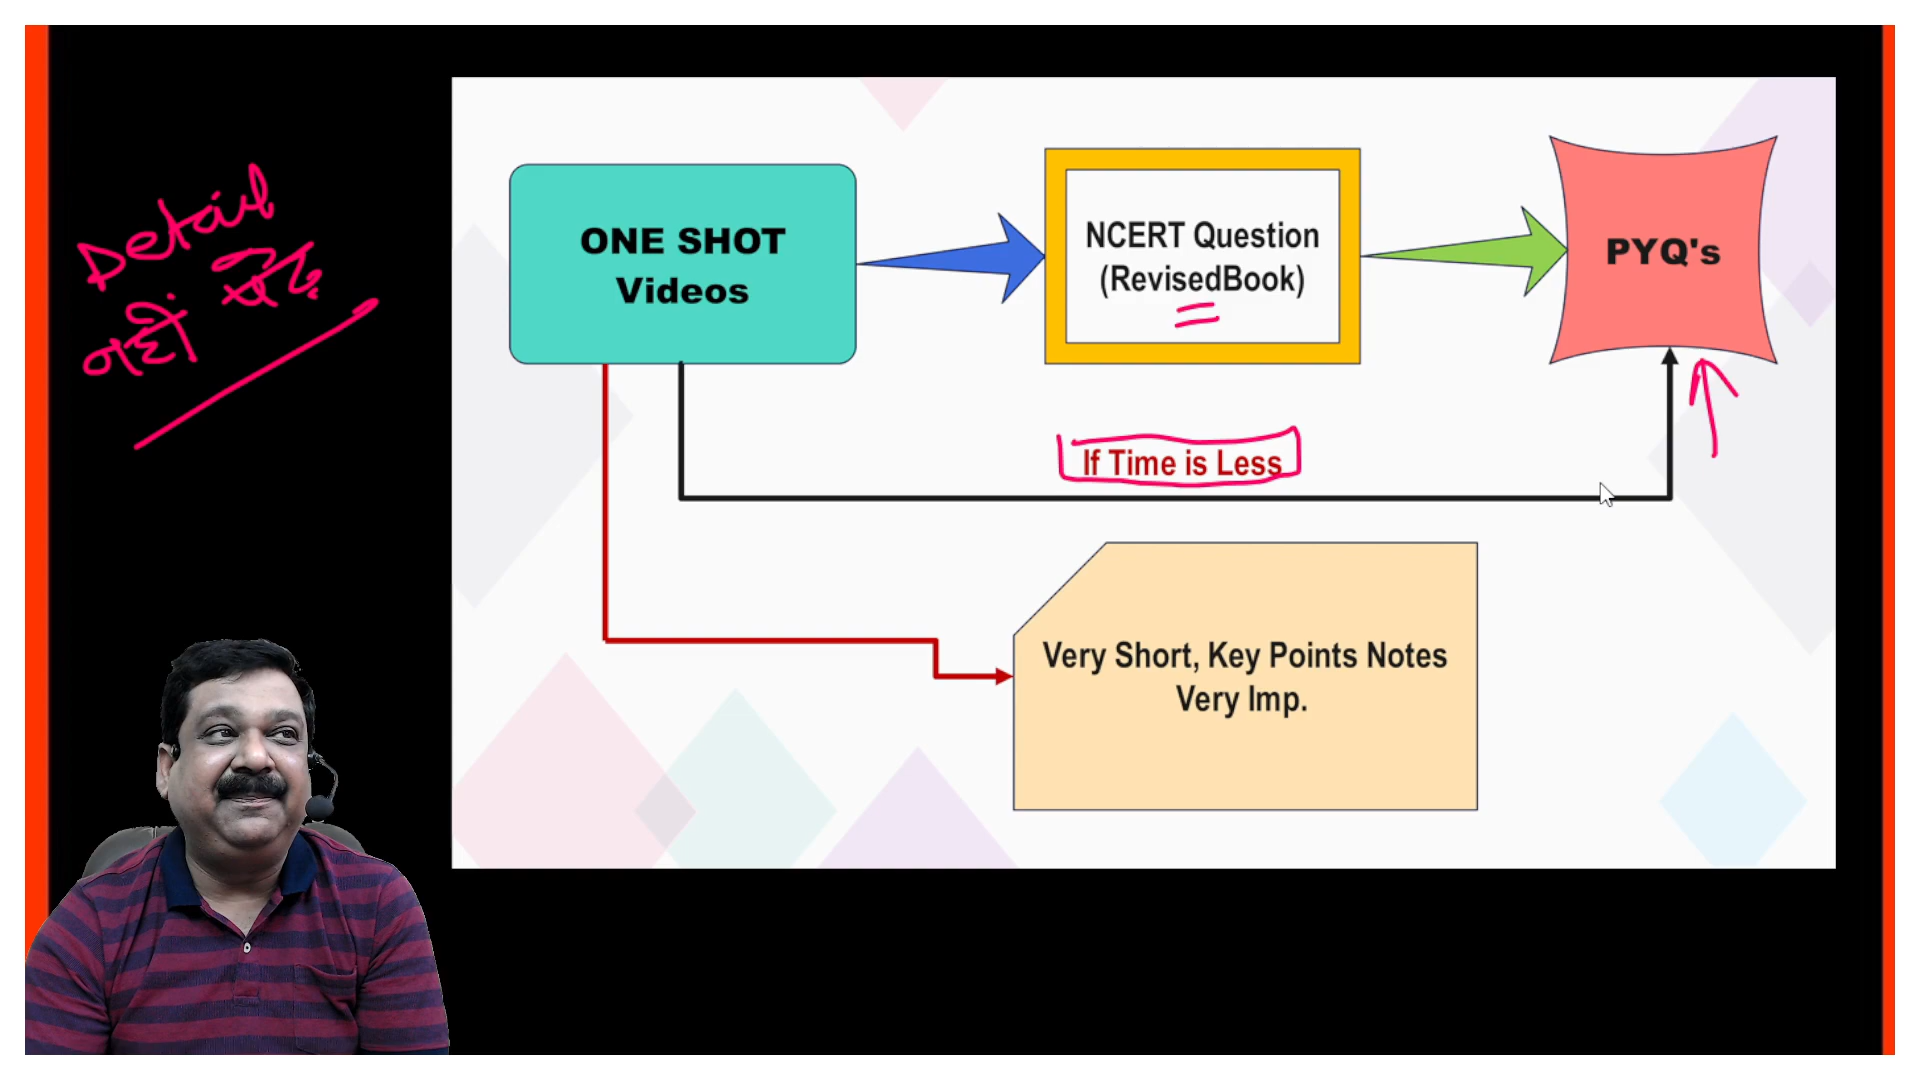 Detail
नहीं
ONE SHOT
Videos
NCERT Question
(RevisedBook)
PYQ's
If Time is Less
Very Short, Key Points Notes
Very Imp.